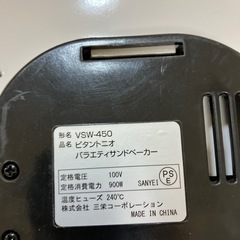 形名 VSW-450
品名 ビタントニオ
バラエティサンドベーカー
定格電圧 100V
定格消費電力 900W SANYEI PSE
温度ヒューズ 240℃
株式会社 三栄コーポレーション
MADE IN CHINA